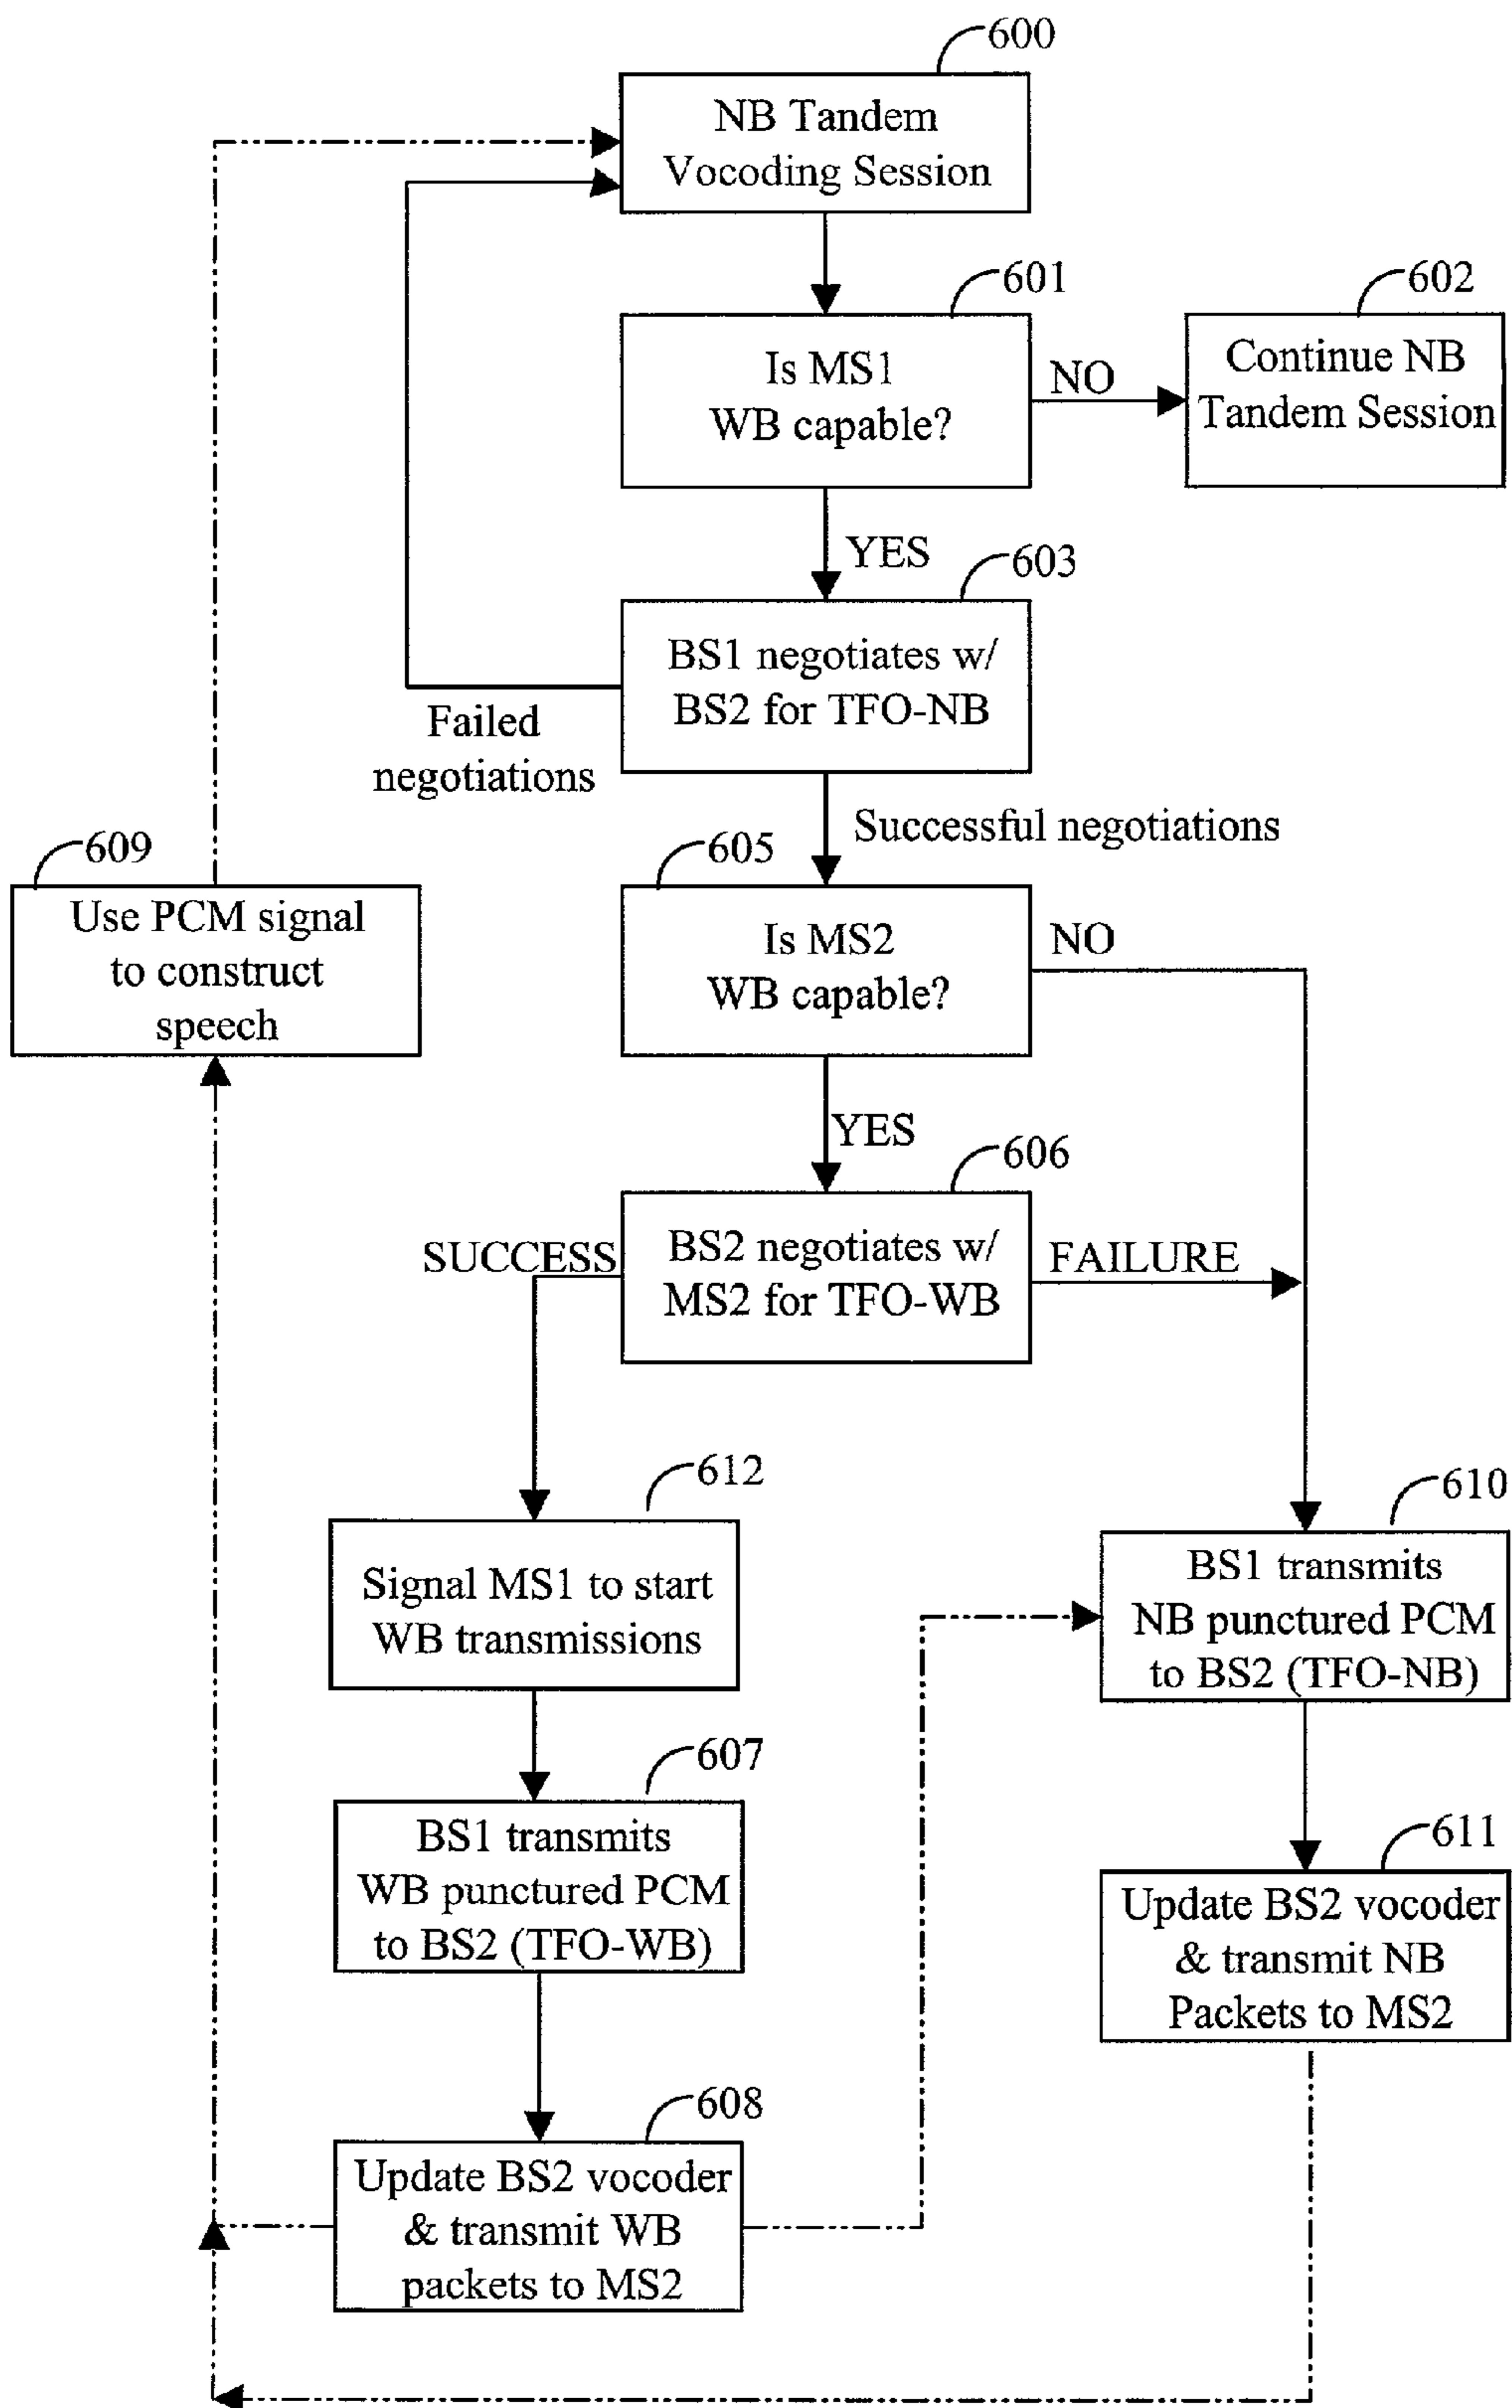 600
NB Tandem
Vocoding Session
601
Is MS1
WB capable?
NO
602
Continue NB
Tandem Session
YES
603
BS1 negotiates w/
BS2 for TFO-NB
Failed
negotiations
Successful negotiations
609
Use PCM signal
to construct
speech
605
Is MS2
WB capable?
NO
YES
606
BS2 negotiates w/
MS2 for TFO-WB
SUCCESS
FAILURE
612
Signal MS1 to start
WB transmissions
610
BS1 transmits
NB punctured PCM
to BS2 (TFO-NB)
607
BS1 transmits
WB punctured PCM
to BS2 (TFO-WB)
611
Update BS2 vocoder
& transmit NB
Packets to MS2
608
Update BS2 vocoder
& transmit WB
packets to MS2